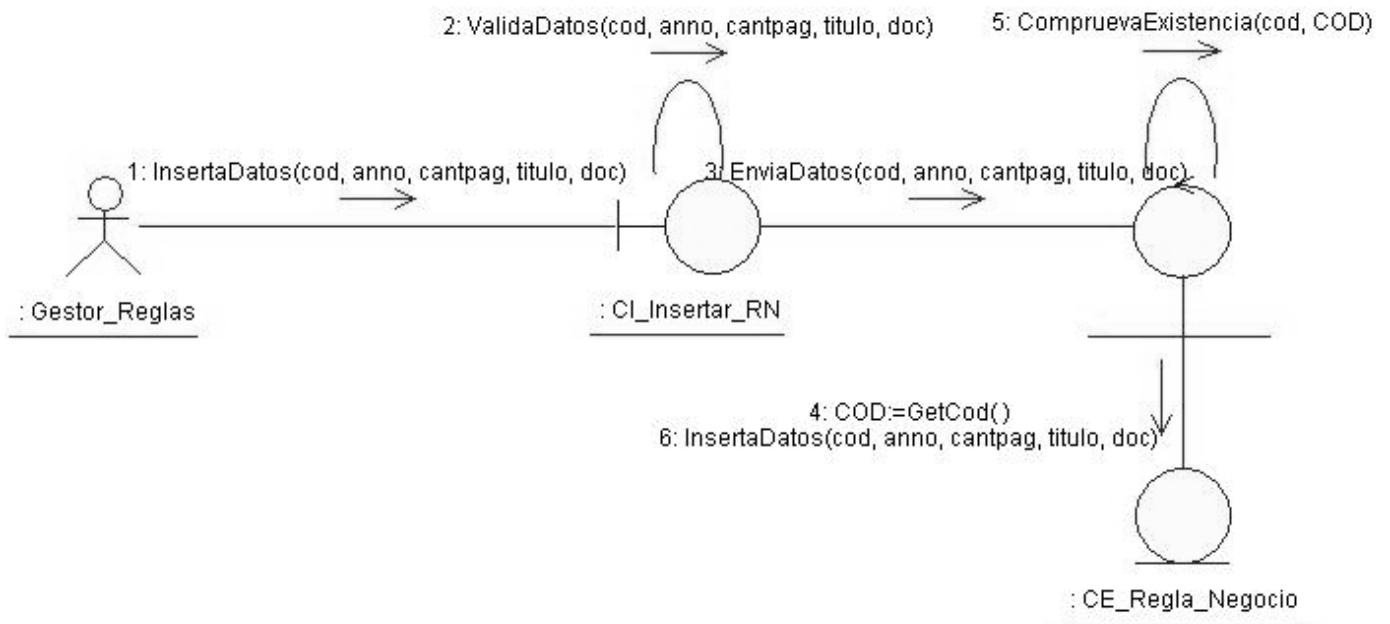 2: ValidaDatos(cod, anno, cantpag, titulo, doc)
5: CompruevaExistencia(cod, COD)
1: InsertaDatos(cod, anno, cantpag, titulo, doc)
3: EnviaDatos(cod, anno, cantpag, titulo, doc)
: Gestor_Reglas
: CI_Insertar_RN
4: COD:=GetCod()
6: InsertaDatos(cod, anno, cantpag, titulo, doc)
: CE_Regla_Negocio